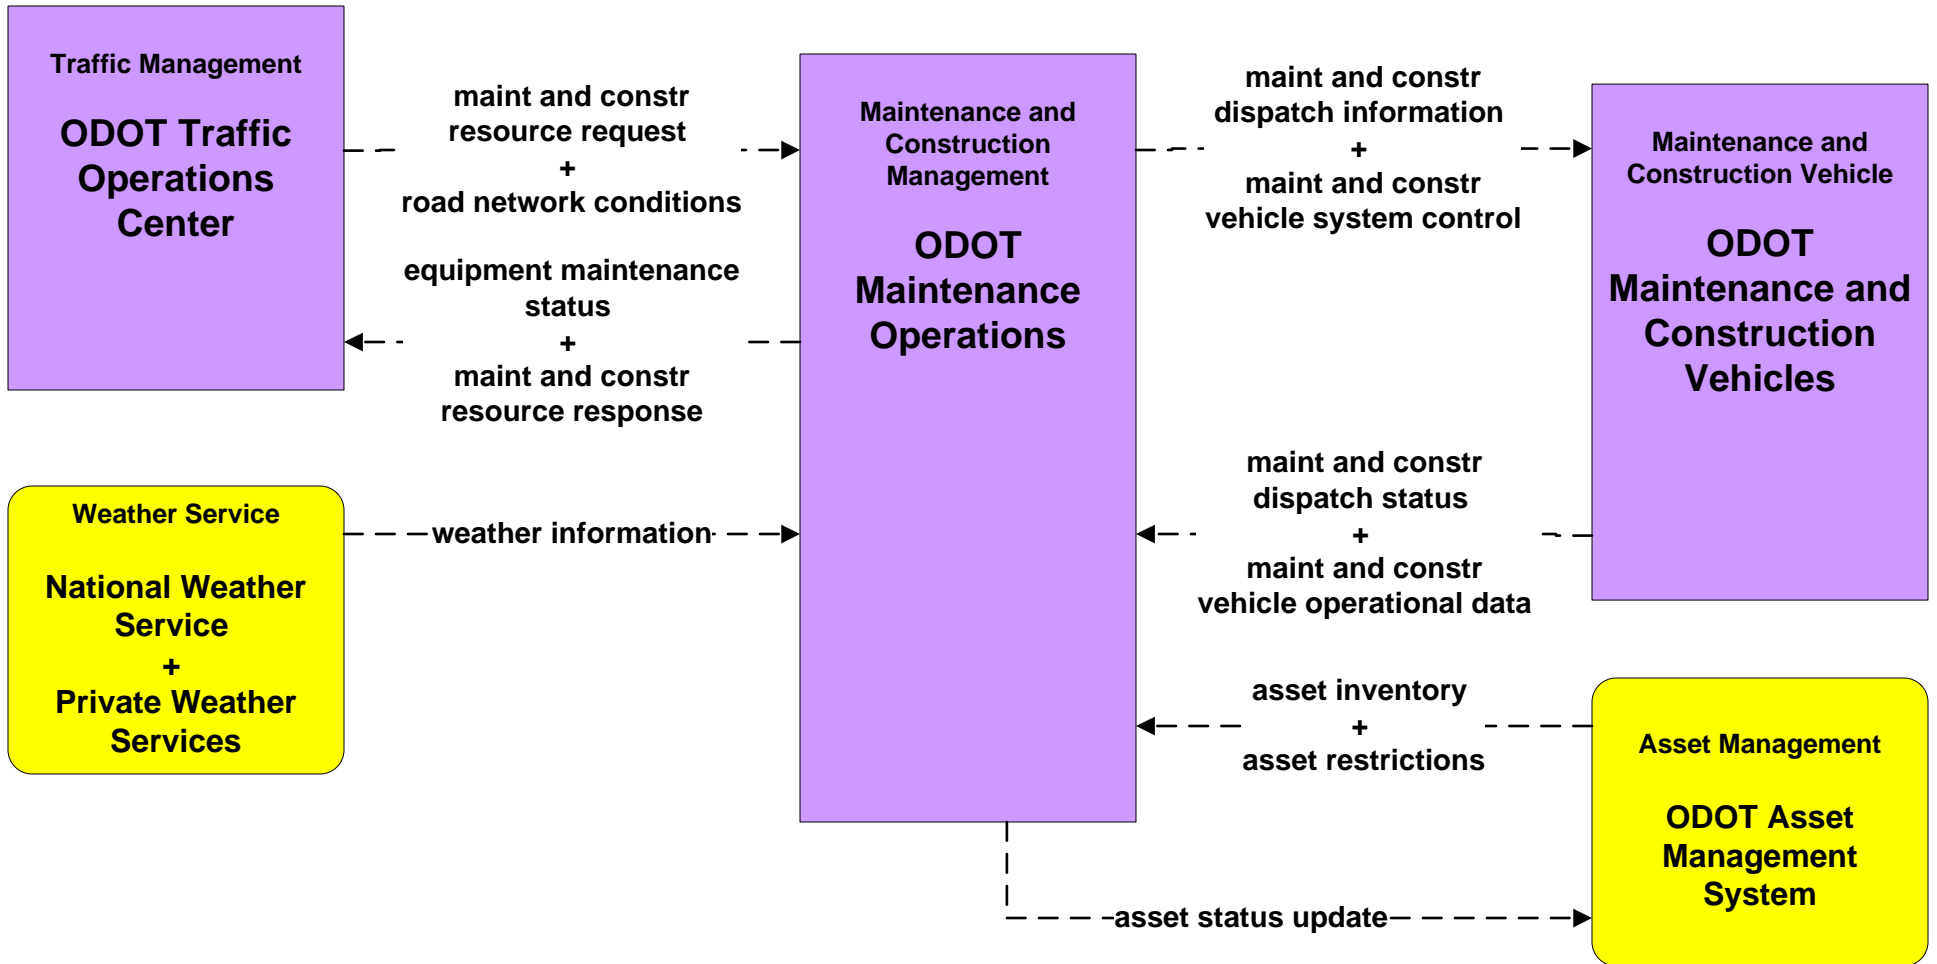 Traffic Management
ODOT Traffic
Operations
Center
maint and constr
resource request
+
road network conditions
equipment maintenance
status
+
maint and constr
resource response
Weather Service
National Weather
Service
+
Private Weather
Services
weather information
Maintenance and
Construction
Management
ODOT
Maintenance
Operations
maint and constr
dispatch information
+
maint and constr
vehicle system control
Maintenance and
Construction Vehicle
ODOT
Maintenance and
Construction
Vehicles
maint and constr
dispatch status
+
maint and constr
vehicle operational data
asset inventory
+
asset restrictions
Asset Management
ODOT Asset
Management
System
asset status update